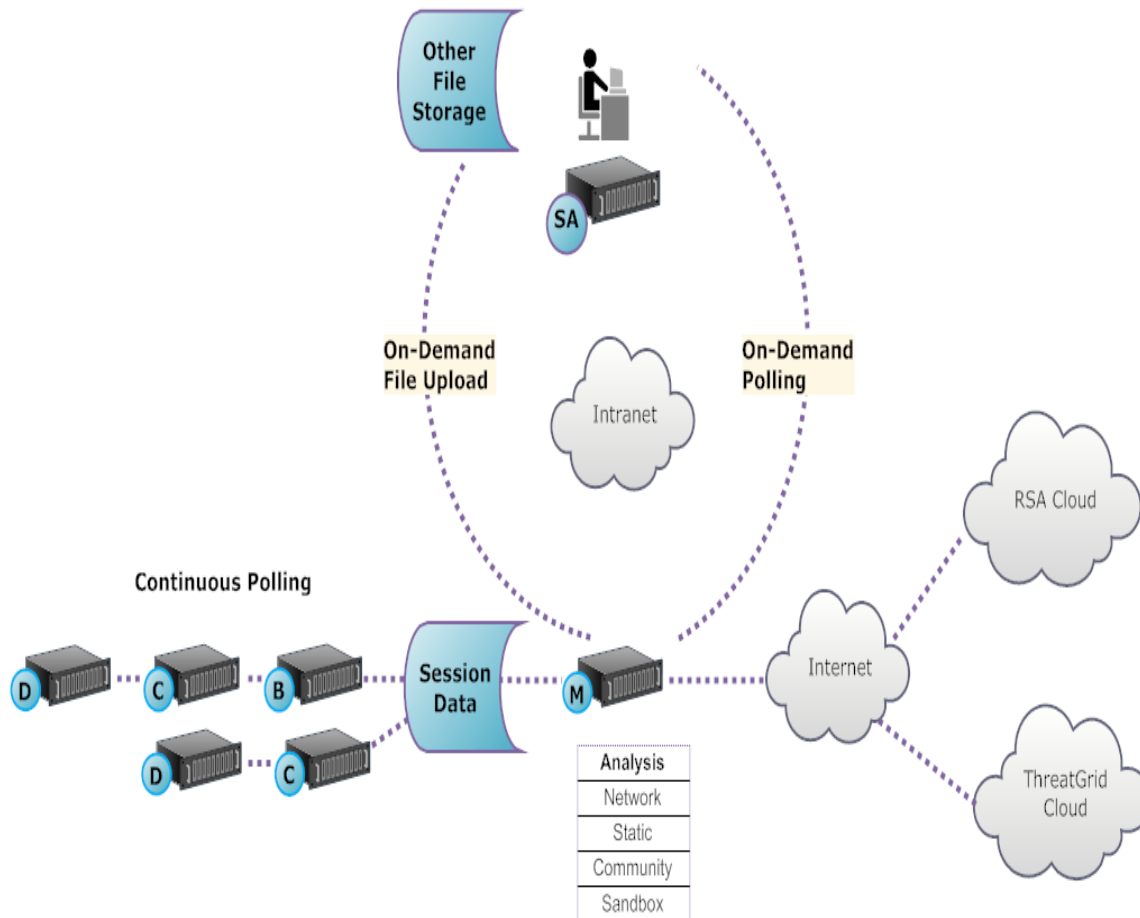 Other
File
Storage
SA
On-Demand
File Upload
On-Demand
Polling
Intranet
RSA Cloud
Continuous Polling
D
C
B
Session
Data
M
Internet
D
C
ThreatGrid
Cloud
Analysis
Network
Static
Community
Sandbox